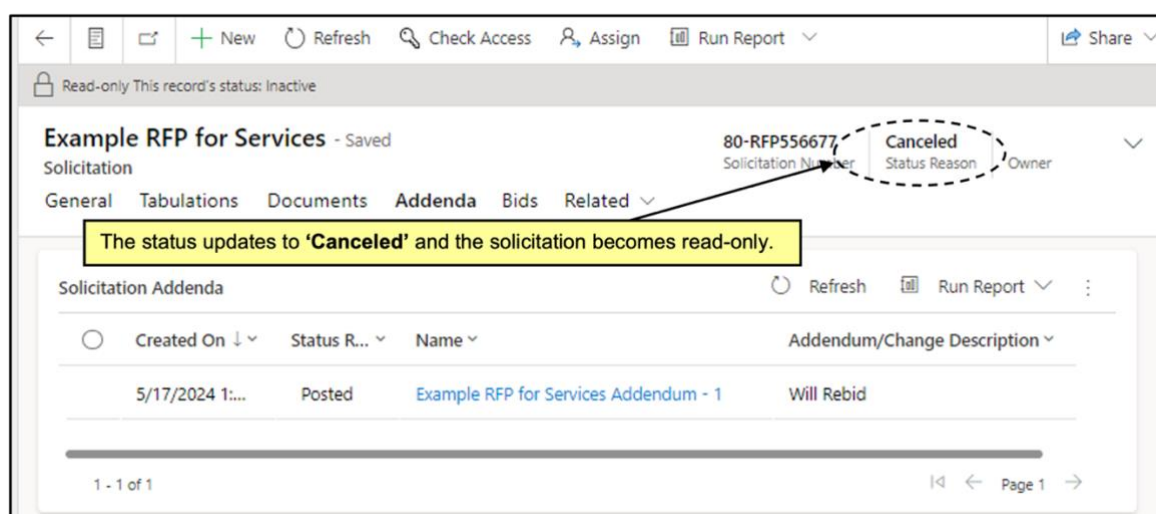 New Refresh Check Access Assign Run Report Share
Read-only This record's status: Inactive
Example RFP for Services - Saved
Solicitation
80-RFP556677
Solicitation Number
Canceled
Status Reason
Owner
General Tabulations Documents Addenda Bids Related
The status updates to 'Canceled' and the solicitation becomes read-only.
Solicitation Addenda Refresh Run Report
Created On Status R... Name Addendum/Change Description
5/17/2024 1:... Posted Example RFP for Services Addendum - 1 Will Rebid
1 - 1 of 1 Page 1